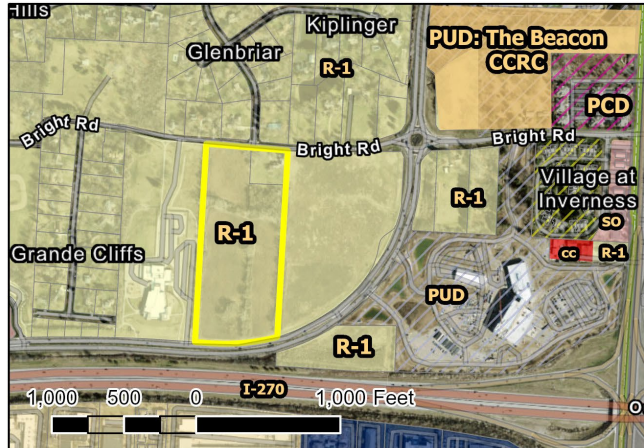 Hills
Kiplinger
Glenbriar
R-1
PUD: The Beacon
CCRC
PCD
Bright Rd
Bright Rd
Bright Rd
Village at
Inverness
R-1
R-1
SO
Grande Cliffs
CC
R-1
PUD
R-1
I-270
1,000 500 0 1,000 Feet
O